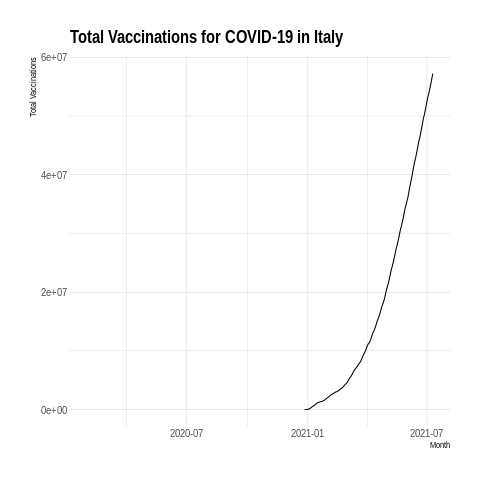 Total Vaccinations for COVID-19 in Italy
Total Vaccinations
6e+07
4e+07
2e+07
0e+00
2020-07
2021-01
2021-07
Month